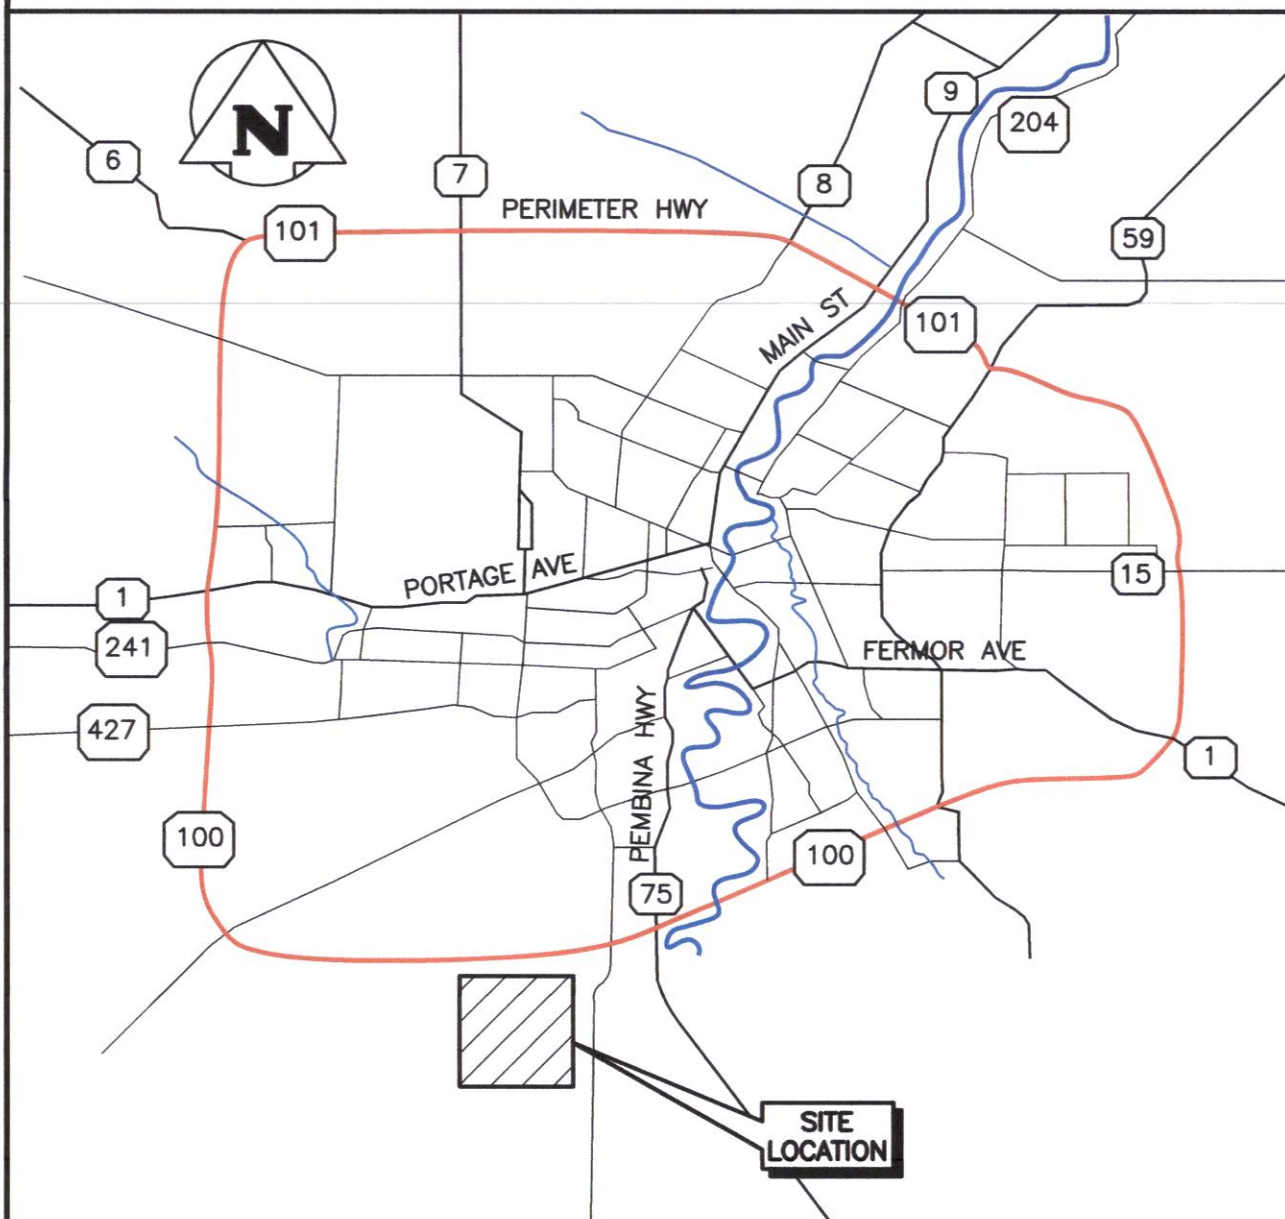 9
204
N
6
7
8
PERIMETER HWY
101
59
101
MAIN ST
PORTAGE AVE
1
15
241
FERMOR AVE
427
PEMBINA HWY
1
100
100
75
SITE
LOCATION